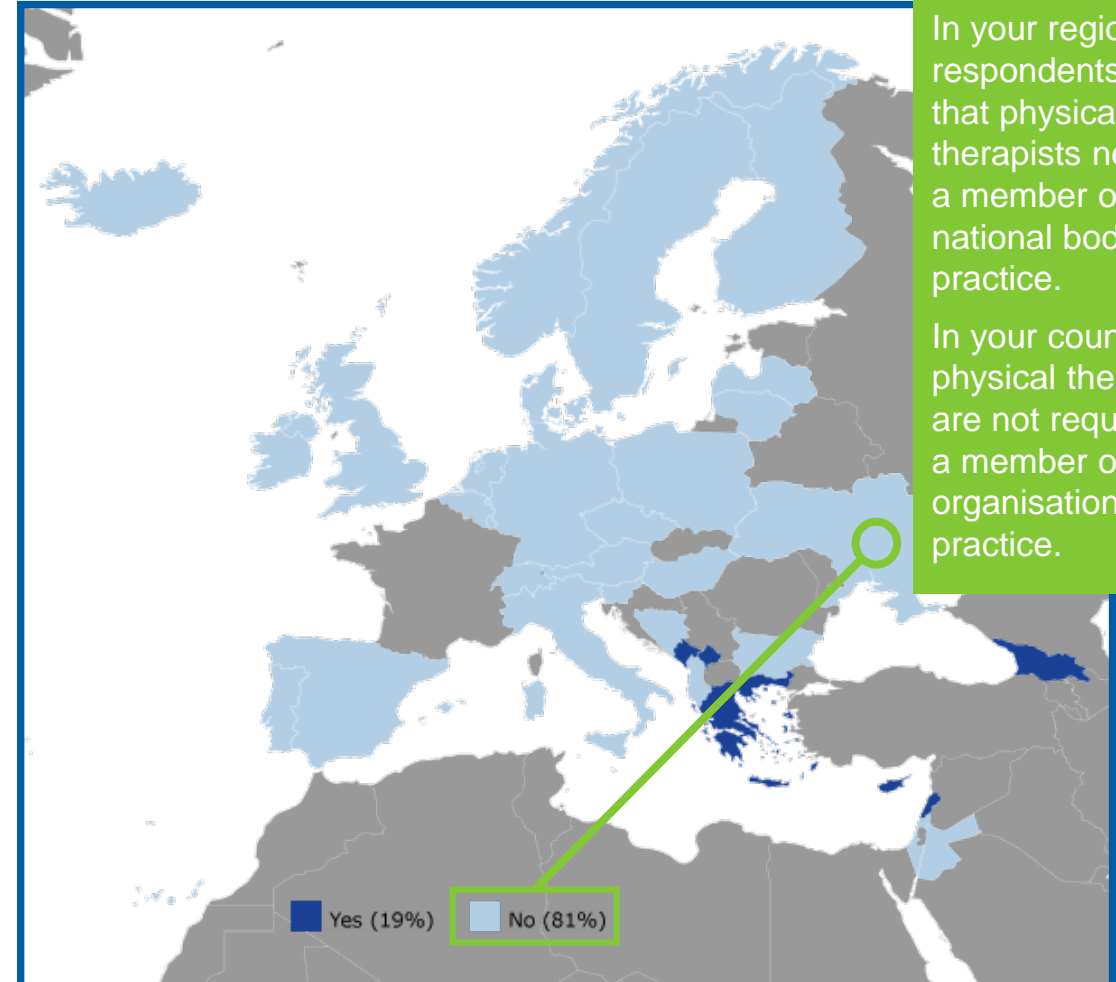 In your regio
respondents
that physica
therapists ne
a member o
national bod
practice.
In your coun
physical the
are not requ
a member o
organisation
practice.
Yes (19%)
No (81%)